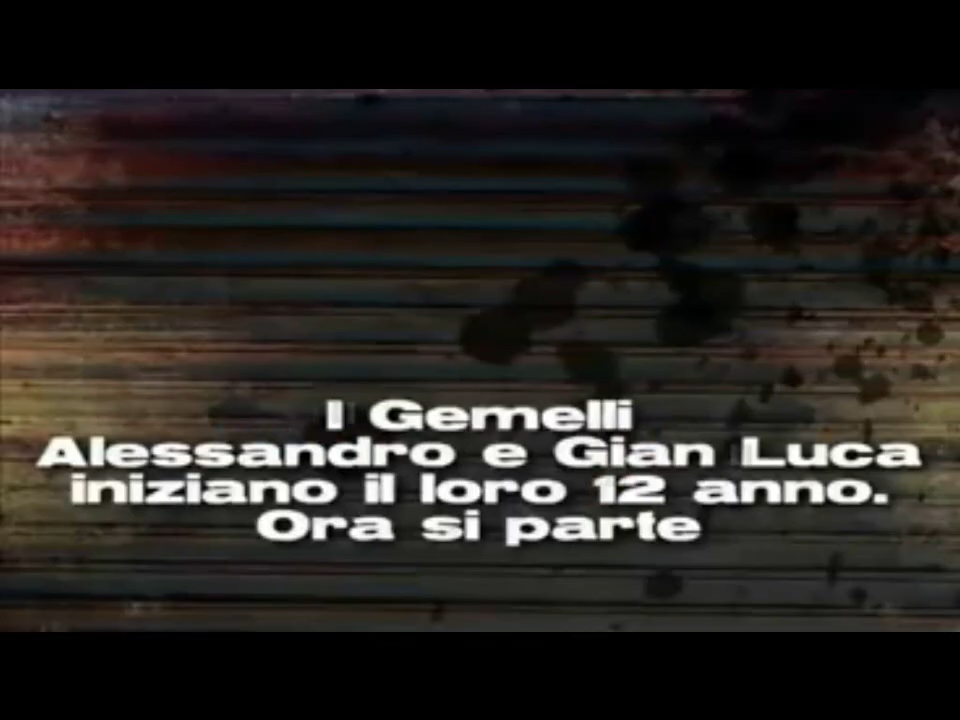 I Gemelli
Alessandro e Gian Luca
iniziano il loro 12 anno.
Ora si parte